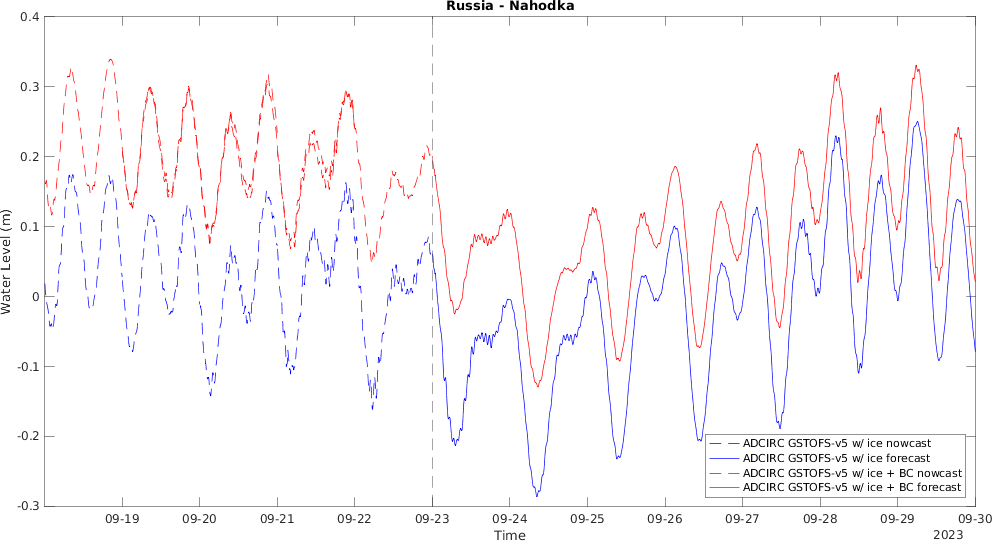 Russia - Nahodka
Water Level (m)
0.4
0.3
0.2
0.1
0
-0.1
-0.2
-0.3
ADCIRC GSTOFS-v5 w/ ice nowcast
ADCIRC GSTOFS-v5 w/ ice forecast
ADCIRC GSTOFS-v5 w/ ice + BC nowcast
ADCIRC GSTOFS-v5 w/ ice + BC forecast
09-19 09-20 09-21 09-22 09-23 09-24 09-25 09-26 09-27 09-28 09-29 09-30
Time
2023